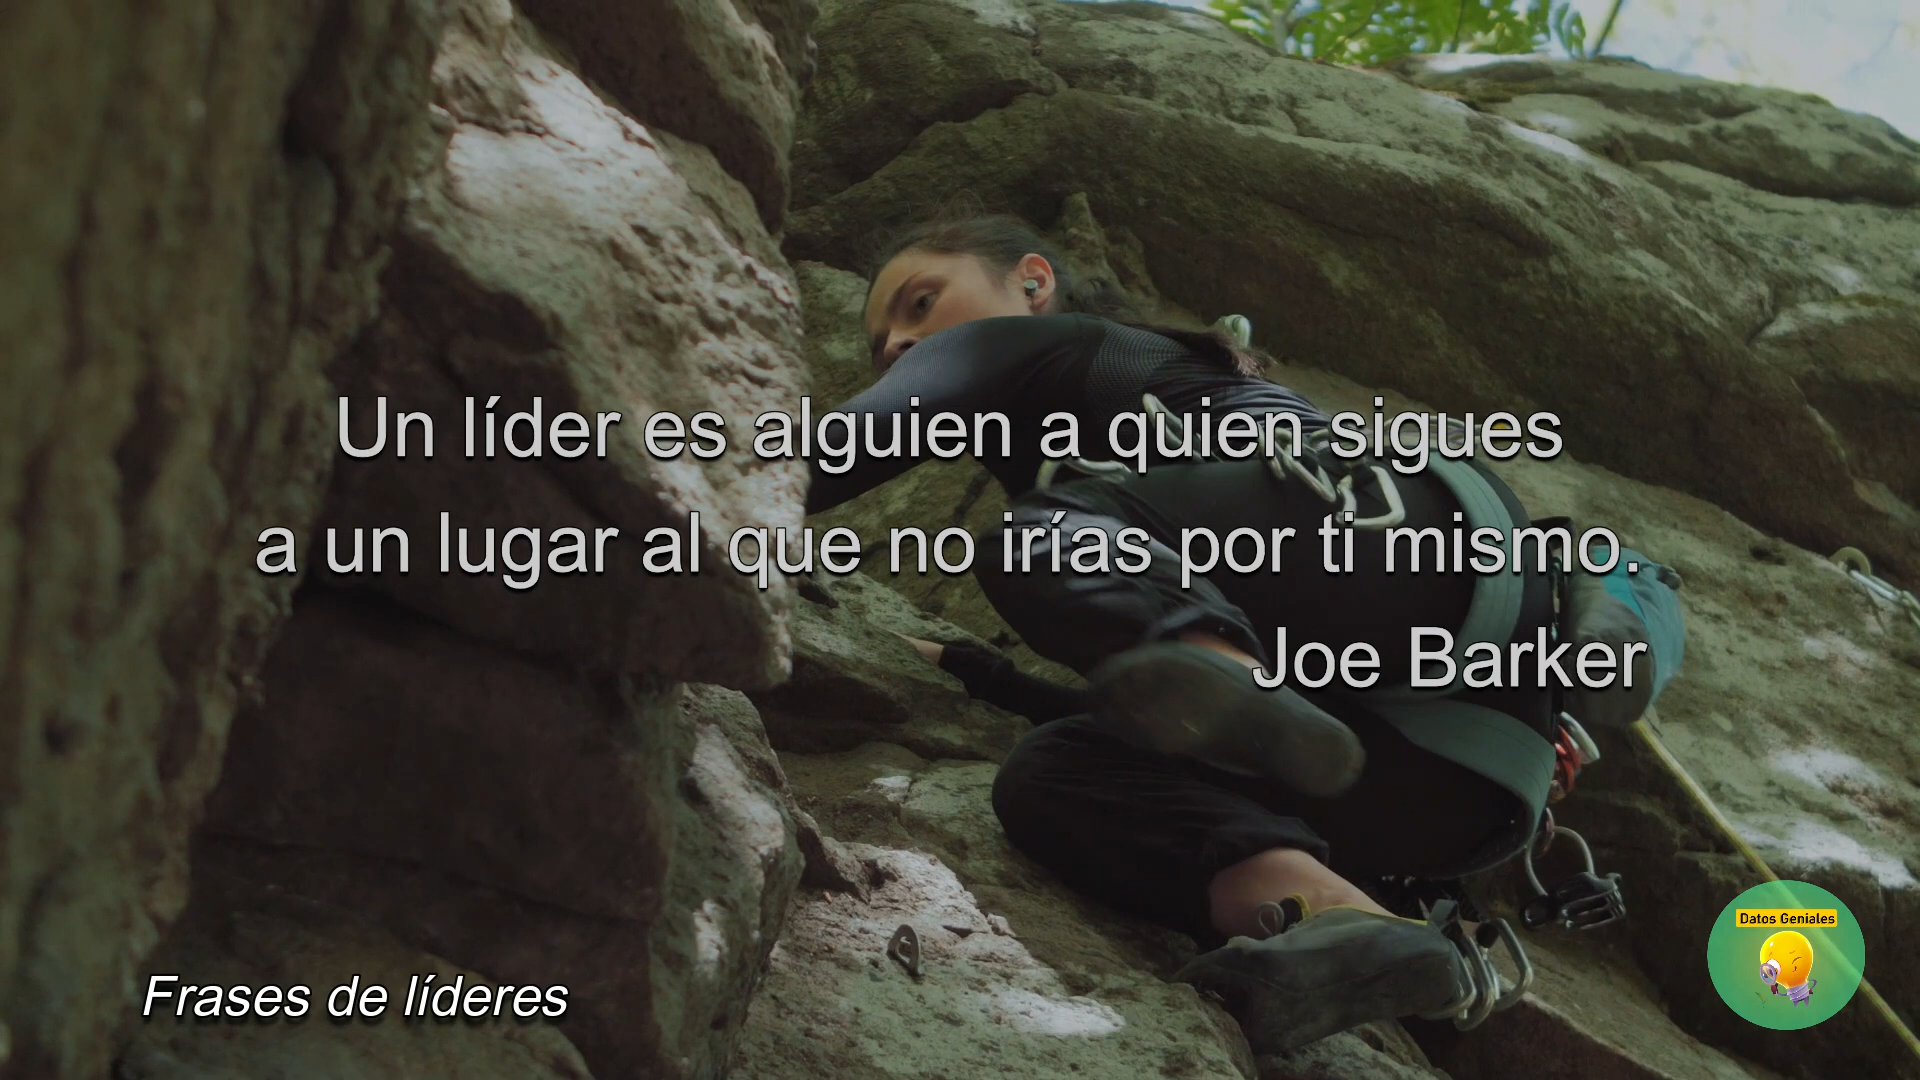 Un líder es alguien a quien sigues
a un lugar al que no irías por ti mismo.
Joe Barker
Frases de líderes
Datos Geniales